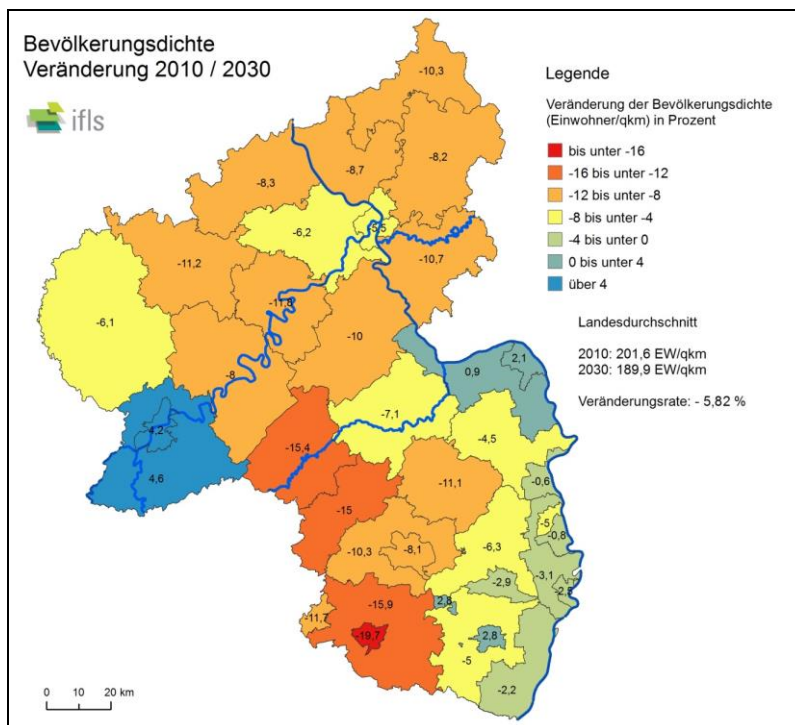 Bevölkerungsdichte
Veränderung 2010 / 2030
ifls
Legende
Veränderung der Bevölkerungsdichte
(Einwohner/qkm) in Prozent
bis unter -16
-16 bis unter -12
-12 bis unter -8
-8 bis unter -4
-4 bis unter 0
0 bis unter 4
über 4
Landesdurchschnitt
2010: 201,6 EW/qkm
2030: 189,9 EW/qkm
Veränderungsrate: - 5,82 %
-10,3
-8,2
-8,7
-8,3
-5,5
-6,2
-10,7
-11,2
-11,8
-6,1
-10
-8
2,1
0,9
-7,1
4,2
-4,5
-15,4
4,6
-0,6
-11,1
-15
-5
-0,8
-10,3
-8,1
-6,3
-3,1
-2,9
-15,9
2,8
-11,7
-19,7
2,8
-5
-2,2
0 10 20 km